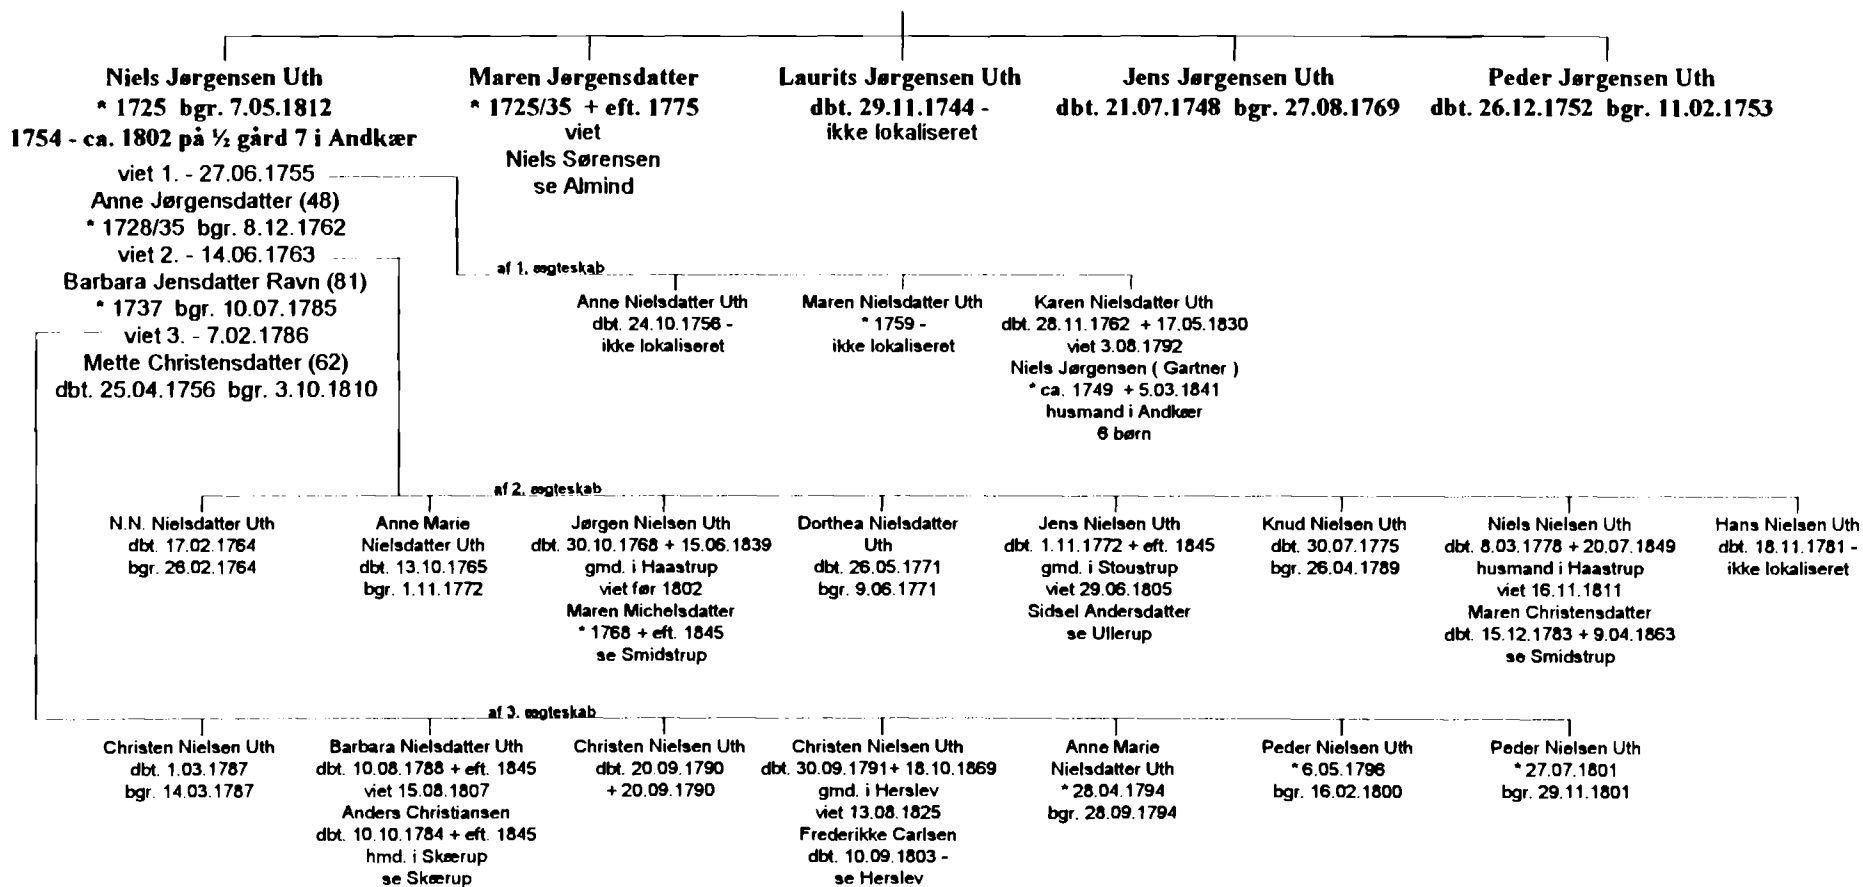 Niels Jørgensen Uth
* 1725 bgr. 7.05.1812
1754 - ca. 1802 på ½ gård 7 i Andkær
viet 1. - 27.06.1755
Anne Jørgensdatter (48)
* 1728/35 bgr. 8.12.1762
viet 2. - 14.06.1763
Barbara Jensdatter Ravn (81)
* 1737 bgr. 10.07.1785
viet 3. - 7.02.1786
Mette Christensdatter (62)
dbt. 25.04.1756 bgr. 3.10.1810
Maren Jørgensdatter
* 1725/35 + eft. 1775
viet
Niels Sørensen
se Almind
Laurits Jørgensen Uth
dbt. 29.11.1744 -
ikke lokaliseret
Jens Jørgensen Uth
dbt. 21.07.1748 bgr. 27.08.1769
Peder Jørgensen Uth
dbt. 26.12.1752 bgr. 11.02.1753
af 1. ægteskab
Anne Nielsdatter Uth
dbt. 24.10.1756 -
ikke lokaliseret
Maren Nielsdatter Uth
* 1759 -
ikke lokaliseret
Karen Nielsdatter Uth
dbt. 28.11.1762 + 17.05.1830
viet 3.08.1792
Niels Jørgensen ( Gartner )
* ca. 1749 + 5.03.1841
husmand i Andkær
6 børn
af 2. ægteskab
N.N. Nielsdatter Uth
dbt. 17.02.1764
bgr. 26.02.1764
Anne Marie
Nielsdatter Uth
dbt. 13.10.1765
bgr. 1.11.1772
Jørgen Nielsen Uth
dbt. 30.10.1768 + 15.06.1839
gmd. i Haastrup
viet før 1802
Maren Michelsdatter
* 1768 + eft. 1845
se Smidstrup
Dorthea Nielsdatter
Uth
dbt. 26.05.1771
bgr. 9.06.1771
Jens Nielsen Uth
dbt. 1.11.1772 + eft. 1845
gmd. i Stoustrup
viet 29.06.1805
Sidsel Andersdatter
se Ullerup
Knud Nielsen Uth
dbt. 30.07.1775
bgr. 26.04.1789
Niels Nielsen Uth
dbt. 8.03.1778 + 20.07.1849
husmand i Haastrup
viet 16.11.1811
Maren Christensdatter
dbt. 15.12.1783 + 9.04.1863
se Smidstrup
Hans Nielsen Uth
dbt. 18.11.1781 -
ikke lokaliseret
af 3. ægteskab
Christen Nielsen Uth
dbt. 1.03.1787
bgr. 14.03.1787
Barbara Nielsdatter Uth
dbt. 10.08.1788 + eft. 1845
viet 15.08.1807
Anders Christiansen
dbt. 10.10.1784 + eft. 1845
hmd. i Skærup
se Skærup
Christen Nielsen Uth
dbt. 20.09.1790
+ 20.09.1790
Christen Nielsen Uth
dbt. 30.09.1791+ 18.10.1869
gmd. i Herslev
viet 13.08.1825
Frederikke Carlsen
dbt. 10.09.1803 -
se Herslev
Anne Marie
Nielsdatter Uth
* 28.04.1794
bgr. 28.09.1794
Peder Nielsen Uth
* 6.05.1796
bgr. 16.02.1800
Peder Nielsen Uth
* 27.07.1801
bgr. 29.11.1801